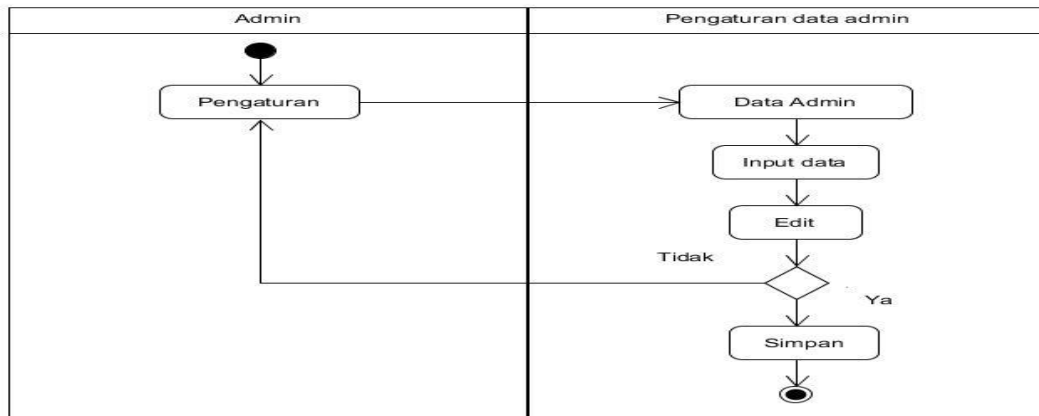 Admin
Pengaturan data admin
Pengaturan
Data Admin
Input data
Edit
Tidak
Ya
Simpan